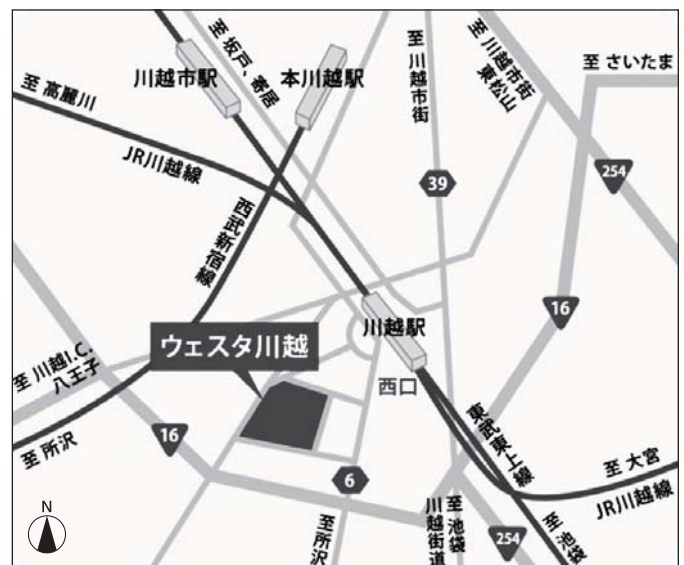 至 坂戸、寄居
至 川越市街
至 川越市街
東松山
至 さいたま
川越市駅
本川越駅
至 高麗川
JR川越線
西武新宿線
39
254
16
川越駅
西口
ウェスタ川越
至 川越I.C.
八王子
至 所沢
16
6
至 所沢
東武東上線
至 大宮
JR川越線
至 池袋
川越街道
254
至 池袋
N